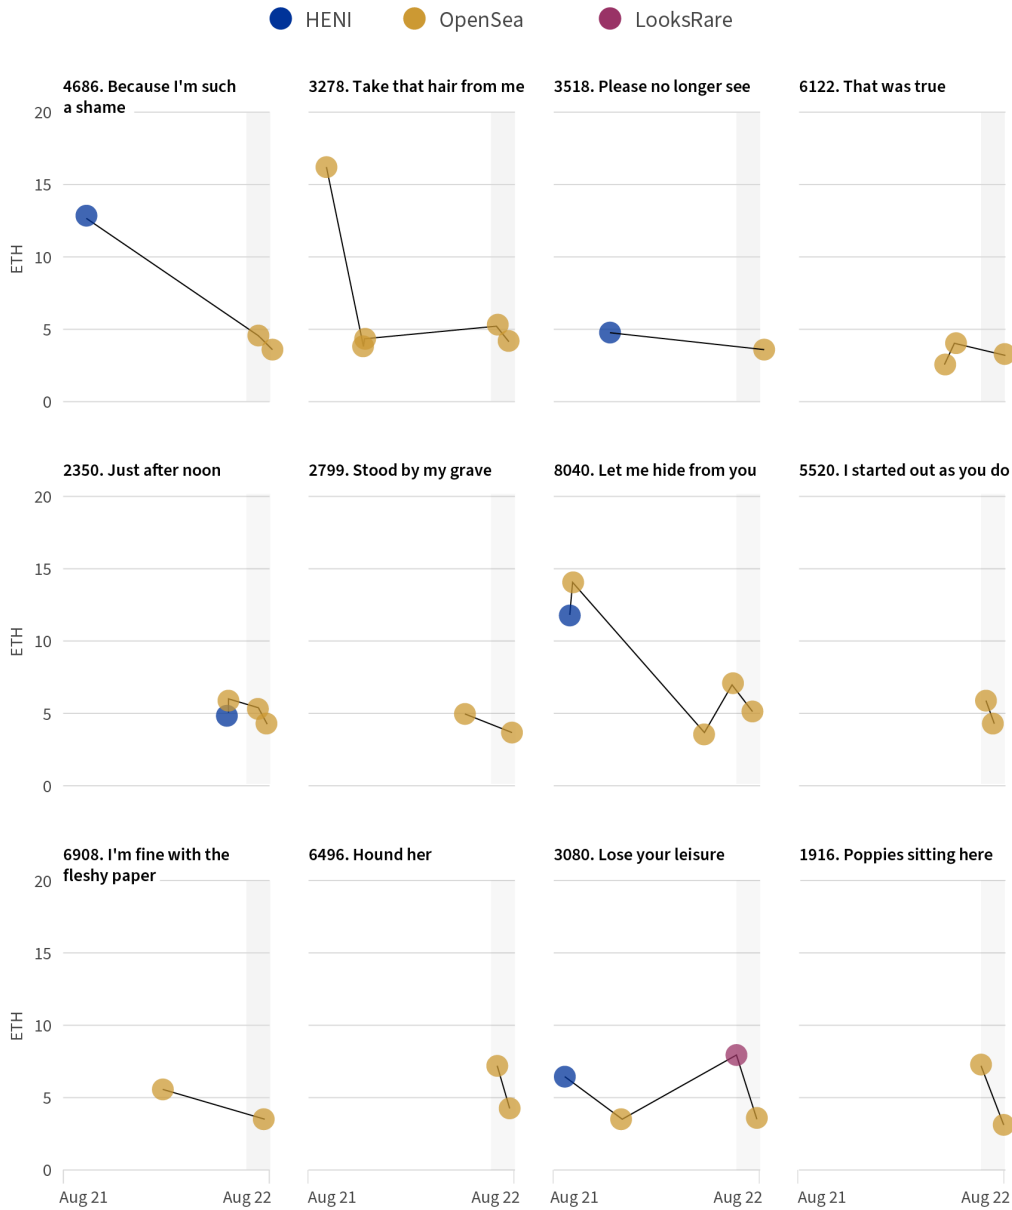 HENI OpenSea LooksRare
4686. Because I'm such
a shame
3278. Take that hair from me
3518. Please no longer see
6122. That was true
20
15
10
5
0
ETH
2350. Just after noon
2799. Stood by my grave
8040. Let me hide from you
5520. I started out as you do
20
15
10
5
0
ETH
6908. I'm fine with the
fleshy paper
6496. Hound her
3080. Lose your leisure
1916. Poppies sitting here
20
15
10
5
0
ETH
Aug 21 Aug 22 Aug 21 Aug 22 Aug 21 Aug 22 Aug 21 Aug 22